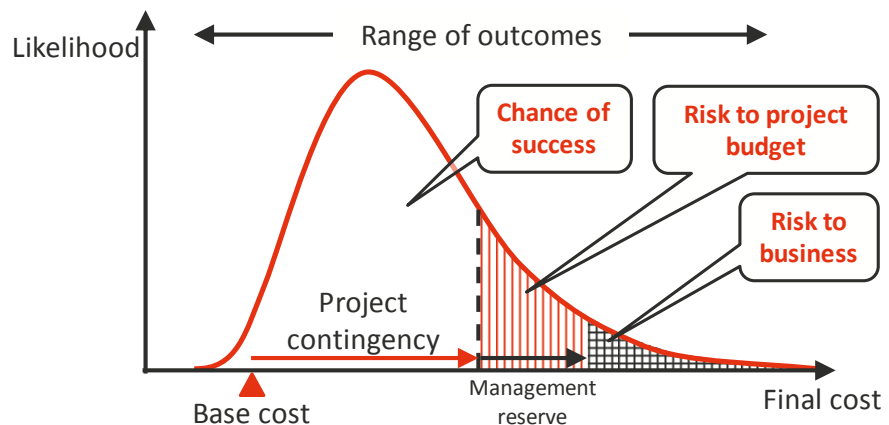 Range of outcomes
Likelihood
Chance of
success
Risk to project
budget
Risk to
business
Project
contingency
Management
reserve
Base cost
Final cost